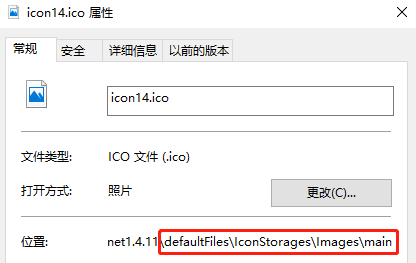 icon14.ico 属性
常规 安全 详细信息 以前的版本
icon14.ico
文件类型: ICO 文件 (.ico)
打开方式: 照片 更改(C)...
位置: net1.4.11\defaultFiles\IconStorages\Images\main